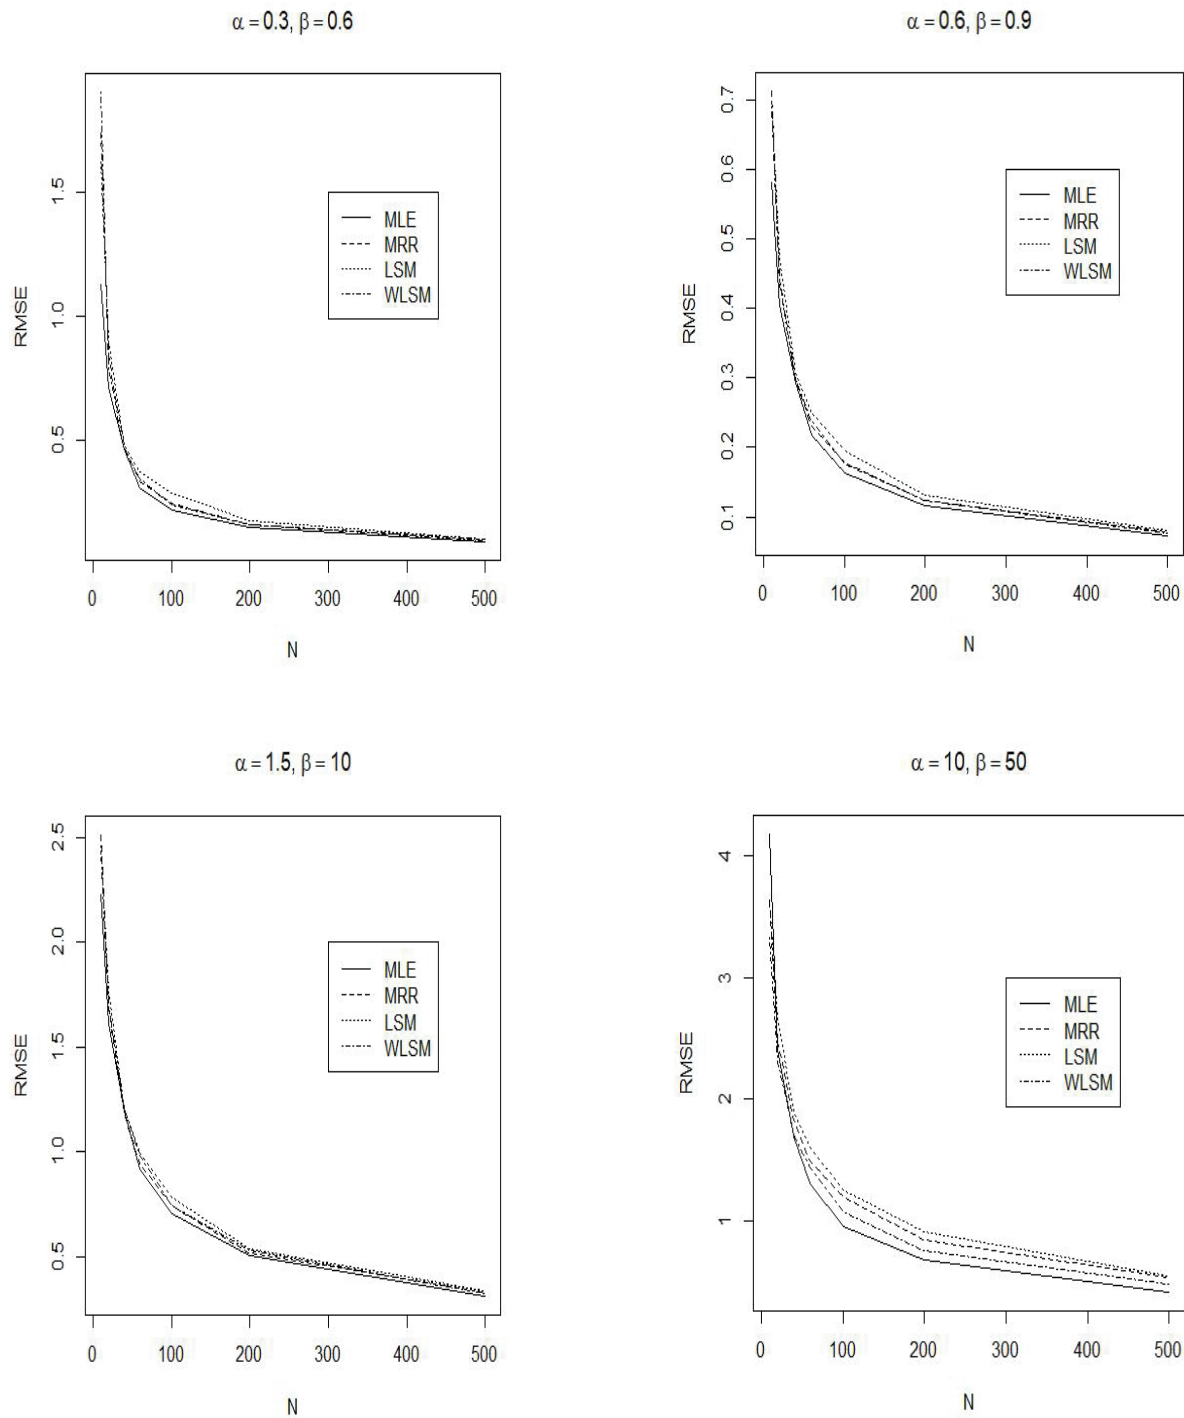 α = 0.3, β = 0.6
RMSE
0.5
1.0
1.5
MLE
MRR
LSM
WLSM
0 100 200 300 400 500
N
α = 0.6, β = 0.9
RMSE
0.1
0.2
0.3
0.4
0.5
0.6
0.7
MLE
MRR
LSM
WLSM
0 100 200 300 400 500
N
α = 1.5, β = 10
RMSE
0.5
1.0
1.5
2.0
2.5
MLE
MRR
LSM
WLSM
0 100 200 300 400 500
N
α = 10, β = 50
RMSE
1
2
3
4
MLE
MRR
LSM
WLSM
0 100 200 300 400 500
N